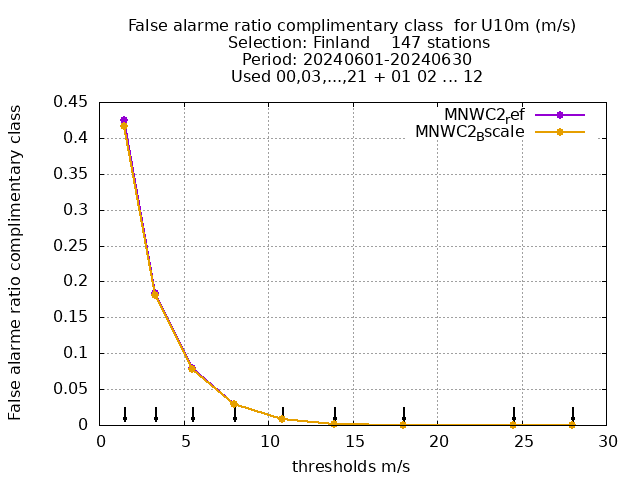 False alarme ratio complimentary class  for U10m (m/s)
Selection: Finland    147 stations
Period: 20240601-20240630
Used 00,03,...,21 + 01 02 ... 12
MNWC2ref
MNWC2Bscale
False alarme ratio complimentary class
0.45
0.4
0.35
0.3
0.25
0.2
0.15
0.1
0.05
0
0 5 10 15 20 25 30
thresholds m/s